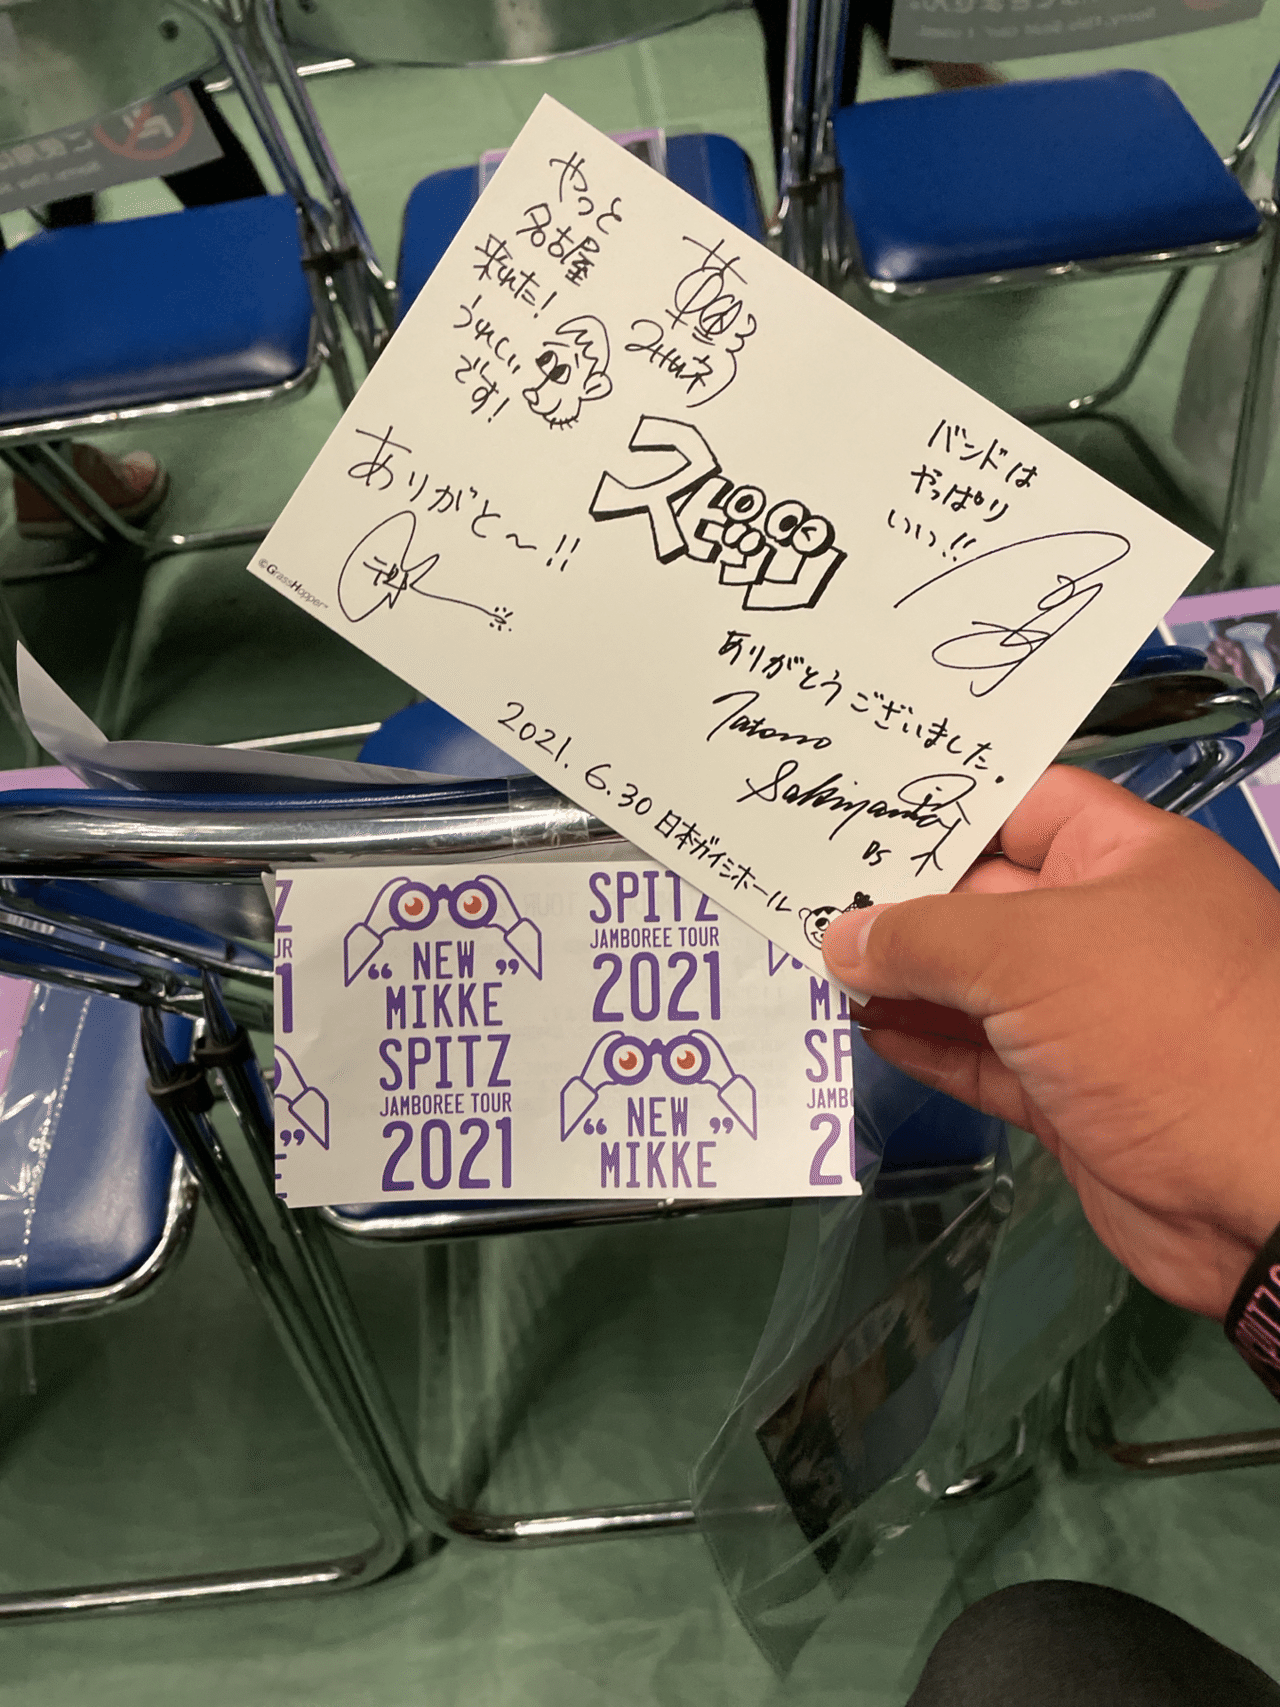 やっと
名古屋
来れた!
うれしい
です!
ありがと〜!!
©GrassHopper
スピッツ
バンドは
やっぱり
いいっ!!
ありがとうございました。
Tatsuo
Sakiyama
DS
2021.6.30 日本ガイシホール
"NEW"
MIKKE
SPITZ
JAMBOREE TOUR
2021
SPITZ
JAMBOREE TOUR
2021
"NEW"
MIKKE